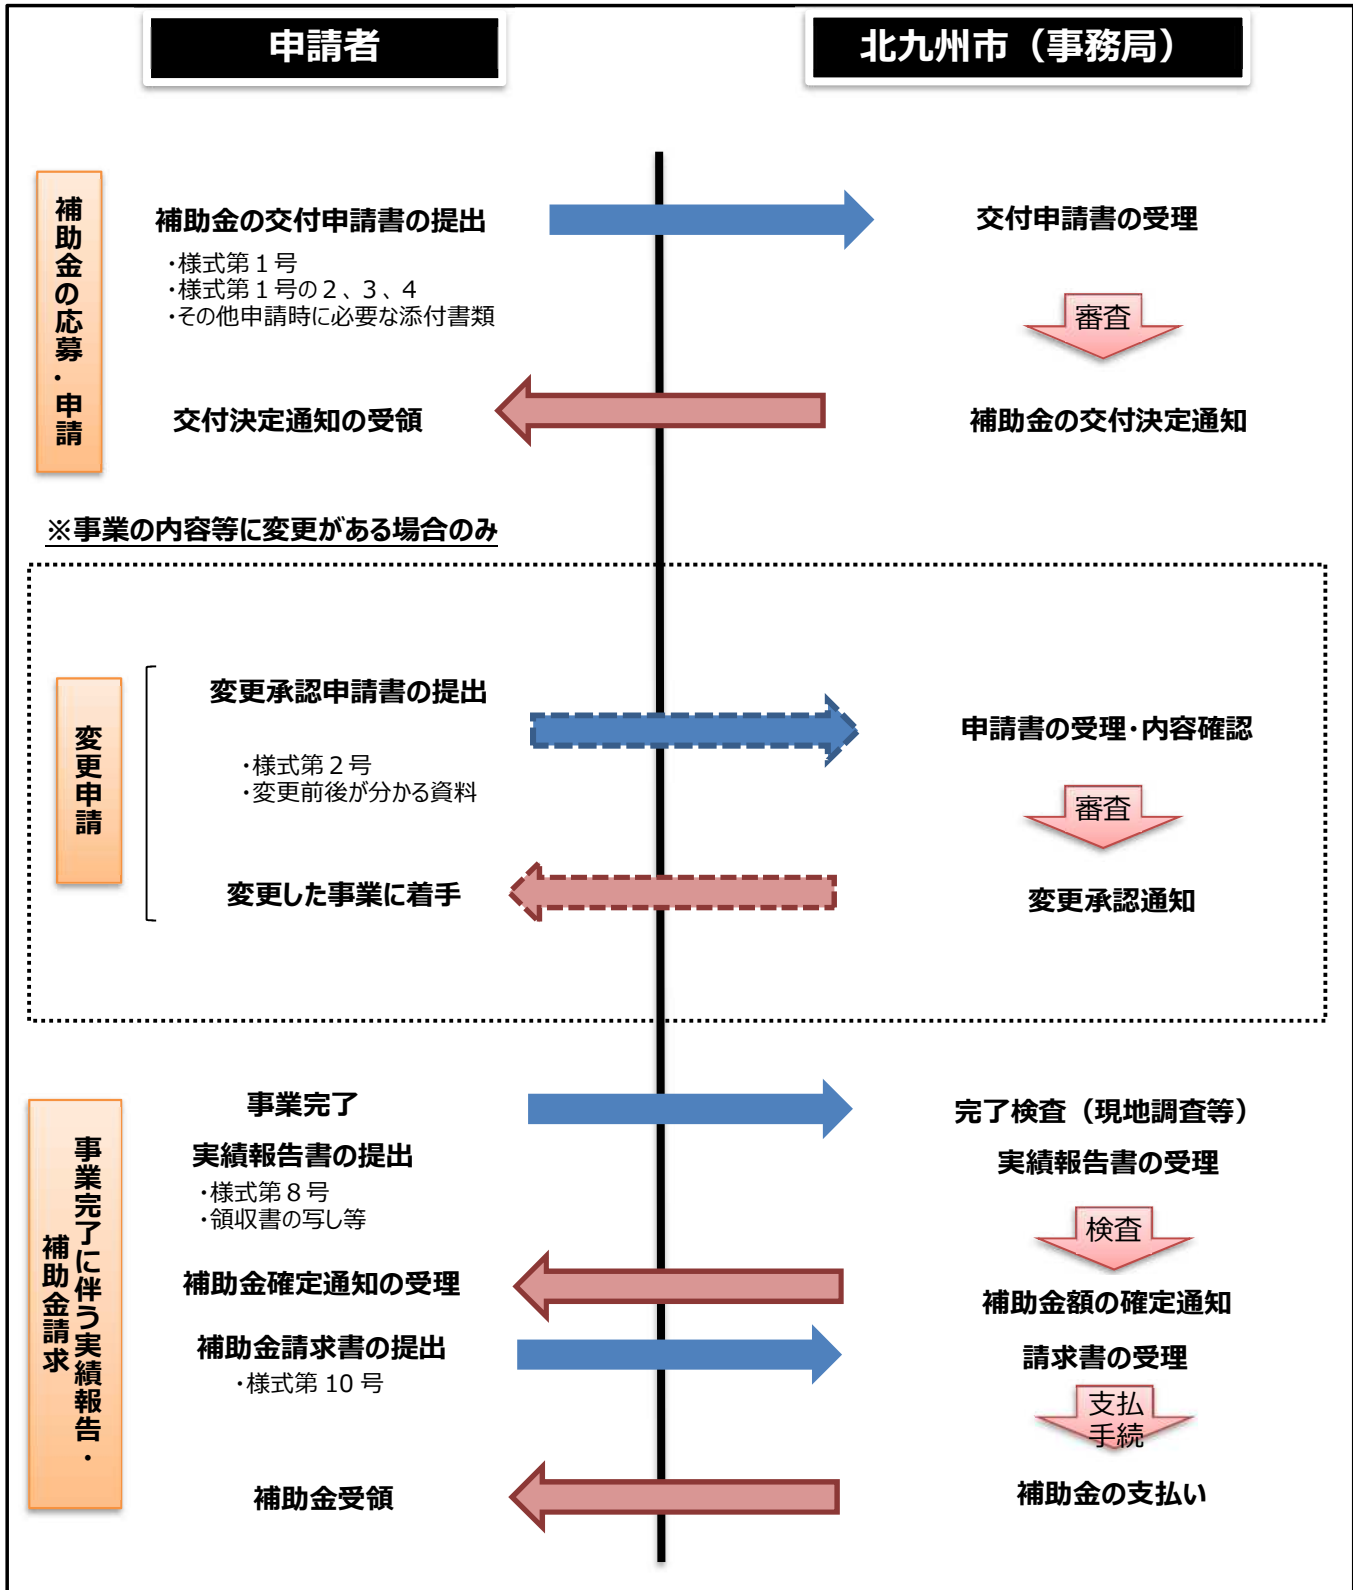 申請者
北九州市（事務局）
補助金の応募・申請
補助金の交付申請書の提出
・様式第１号
・様式第１号の２、３、４
・その他申請時に必要な添付書類
交付申請書の受理
審査
交付決定通知の受領
補助金の交付決定通知
※事業の内容等に変更がある場合のみ
変更申請
変更承認申請書の提出
・様式第２号
・変更前後が分かる資料
申請書の受理・内容確認
審査
変更した事業に着手
変更承認通知
事業完了に伴う実績報告・
補助金請求
事業完了
完了検査（現地調査等）
実績報告書の提出
・様式第８号
・領収書の写し等
実績報告書の受理
検査
補助金確定通知の受理
補助金額の確定通知
補助金請求書の提出
・様式第 10 号
請求書の受理
支払
手続
補助金受領
補助金の支払い